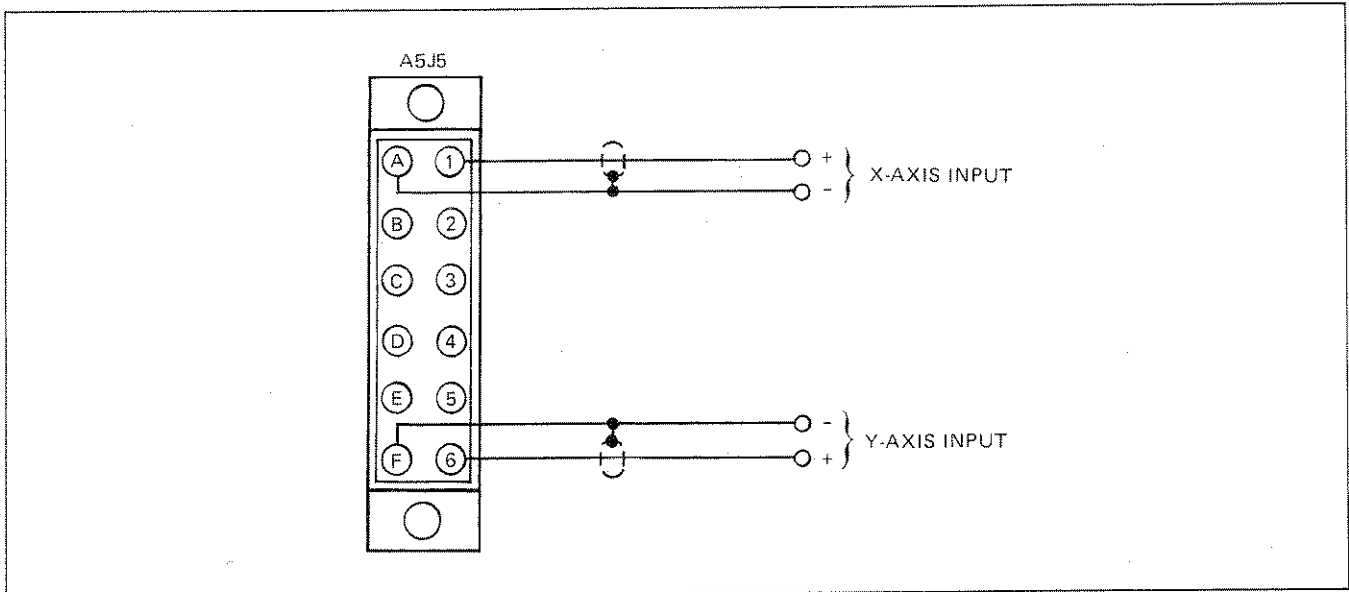 A5J5
A 1 + X-AXIS INPUT
-
B 2
C 3
D 4
E 5
- Y-AXIS INPUT
F 6 +